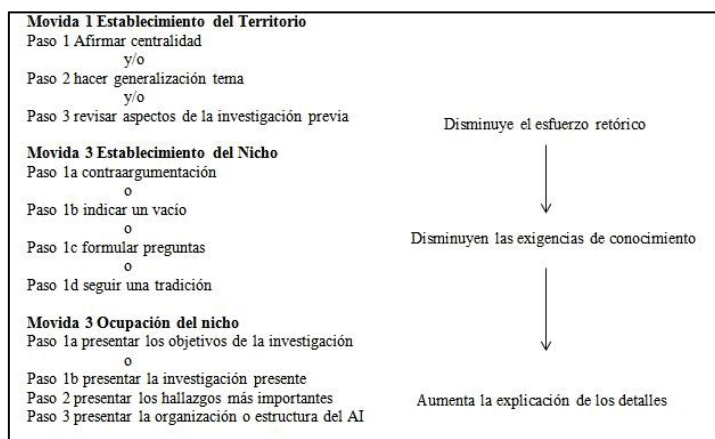 Movida 1 Establecimiento del Territorio
Paso 1 Afirmar centralidad
y/o
Paso 2 hacer generalización tema
y/o
Paso 3 revisar aspectos de la investigación previa
Movida 3 Establecimiento del Nicho
Paso 1a contraargumentación
o
Paso 1b indicar un vacío
o
Paso 1c formular preguntas
o
Paso 1d seguir una tradición
Movida 3 Ocupación del nicho
Paso 1a presentar los objetivos de la investigación
o
Paso 1b presentar la investigación presente
Paso 2 presentar los hallazgos más importantes
Paso 3 presentar la organización o estructura del AI
Disminuye el esfuerzo retórico
Disminuyen las exigencias de conocimiento
Aumenta la explicación de los detalles